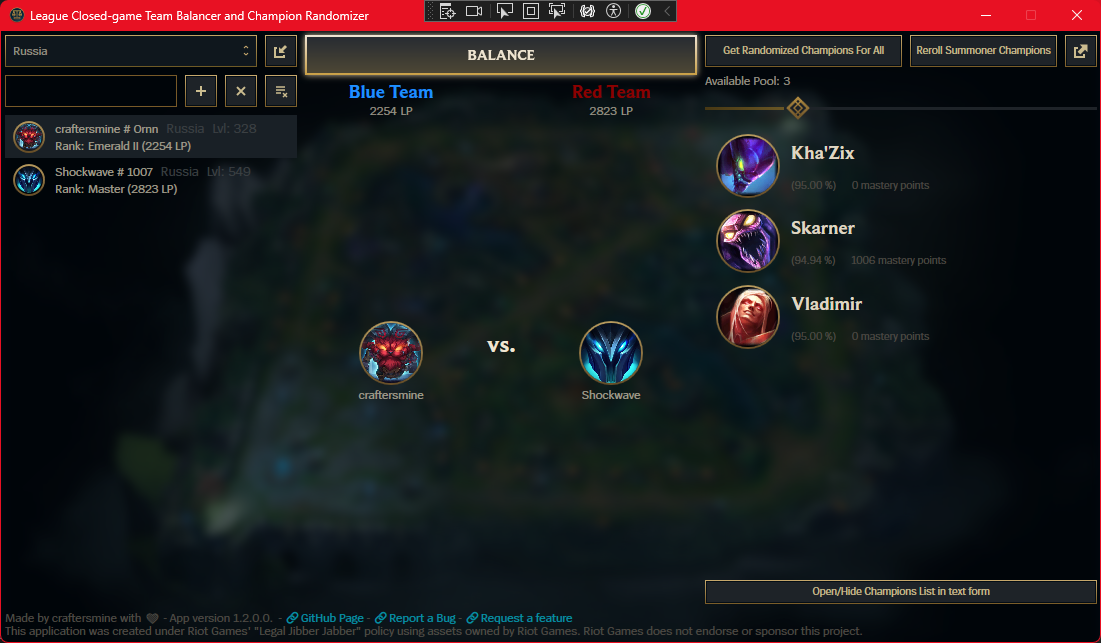 League Closed-game Team Balancer and Champion Randomizer
Russia
BALANCE
Get Randomized Champions For All
Reroll Summoner Champions
Blue Team
2254 LP
Red Team
2823 LP
Available Pool: 3
craftersmine # Omn Russia Lvl: 328
Rank: Emerald II (2254 LP)
Shockwave # 1007 Russia Lvl: 549
Rank: Master (2823 LP)
craftersmine
vs.
Shockwave
Kha'Zix
(95.00 %) 0 mastery points
Skarner
(94.94 %) 1006 mastery points
Vladimir
(95.00 %) 0 mastery points
Open/Hide Champions List in text form
Made by craftersmine with 🖤 - App version 1.2.0.0. - 🔗 GitHub Page - 🔗 Report a Bug - 🔗 Request a feature
This application was created under Riot Games' "Legal Jibber Jabber" policy using assets owned by Riot Games. Riot Games does not endorse or sponsor this project.